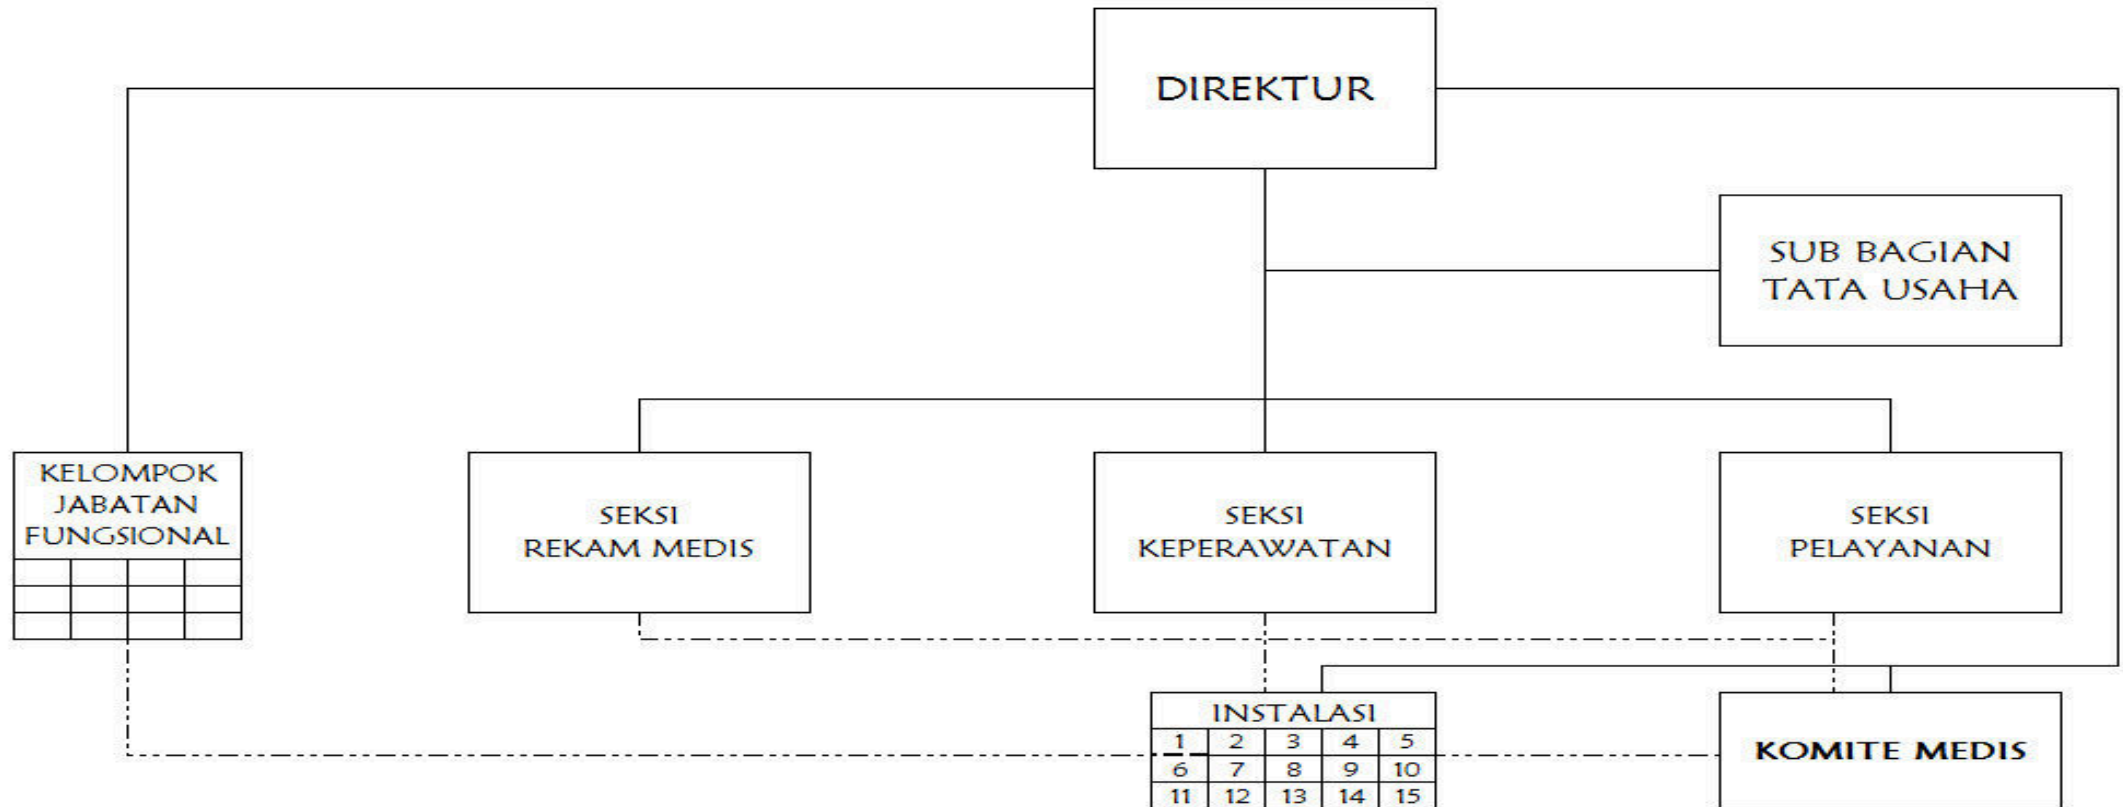 DIREKTUR
SUB BAGIAN
TATA USAHA
KELOMPOK
JABATAN
FUNGSIONAL
SEKSI
REKAM MEDIS
SEKSI
KEPERAWATAN
SEKSI
PELAYANAN
INSTALASI
1 2 3 4 5
6 7 8 9 10
11 12 13 14 15
KOMITE MEDIS